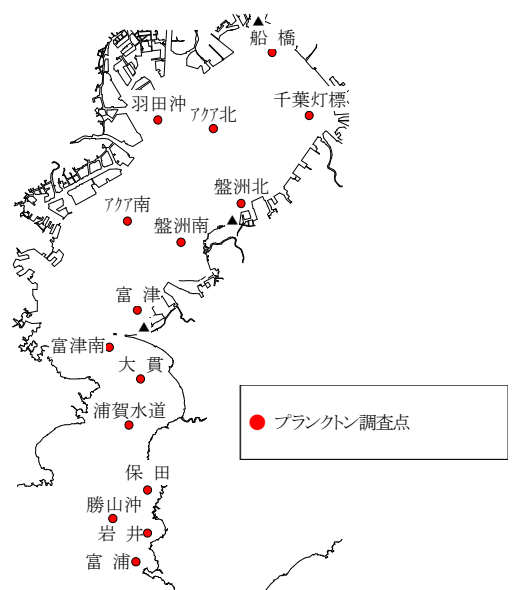 船 橋
千葉灯標
羽田沖
ｱｸｱ北
盤洲北
ｱｸｱ南
盤洲南
富 津
富津南
大 貫
浦賀水道
プランクトン調査点
保 田
勝山沖
岩 井
富 浦